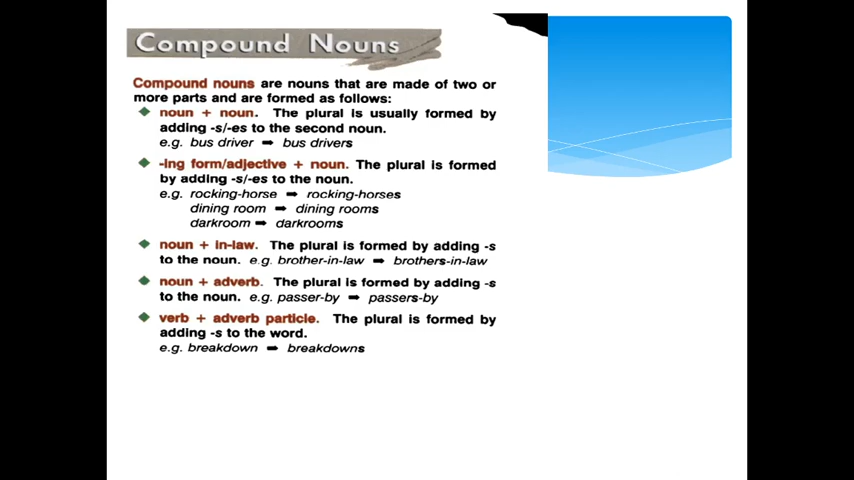 Compound Nouns
Compound nouns are nouns that are made of two or
more parts and are formed as follows:
noun + noun. The plural is usually formed by
adding -s/-es to the second noun.
e.g. bus driver ➡ bus drivers
-ing form/adjective + noun. The plural is formed
by adding -s/-es to the noun.
e.g. rocking-horse ➡ rocking-horses
dining room ➡ dining rooms
darkroom ➡ darkrooms
noun + in-law. The plural is formed by adding -s
to the noun. e.g. brother-in-law ➡ brothers-in-law
noun + adverb. The plural is formed by adding -s
to the noun. e.g. passer-by ➡ passers-by
verb + adverb particle. The plural is formed by
adding -s to the word.
e.g. breakdown ➡ breakdowns